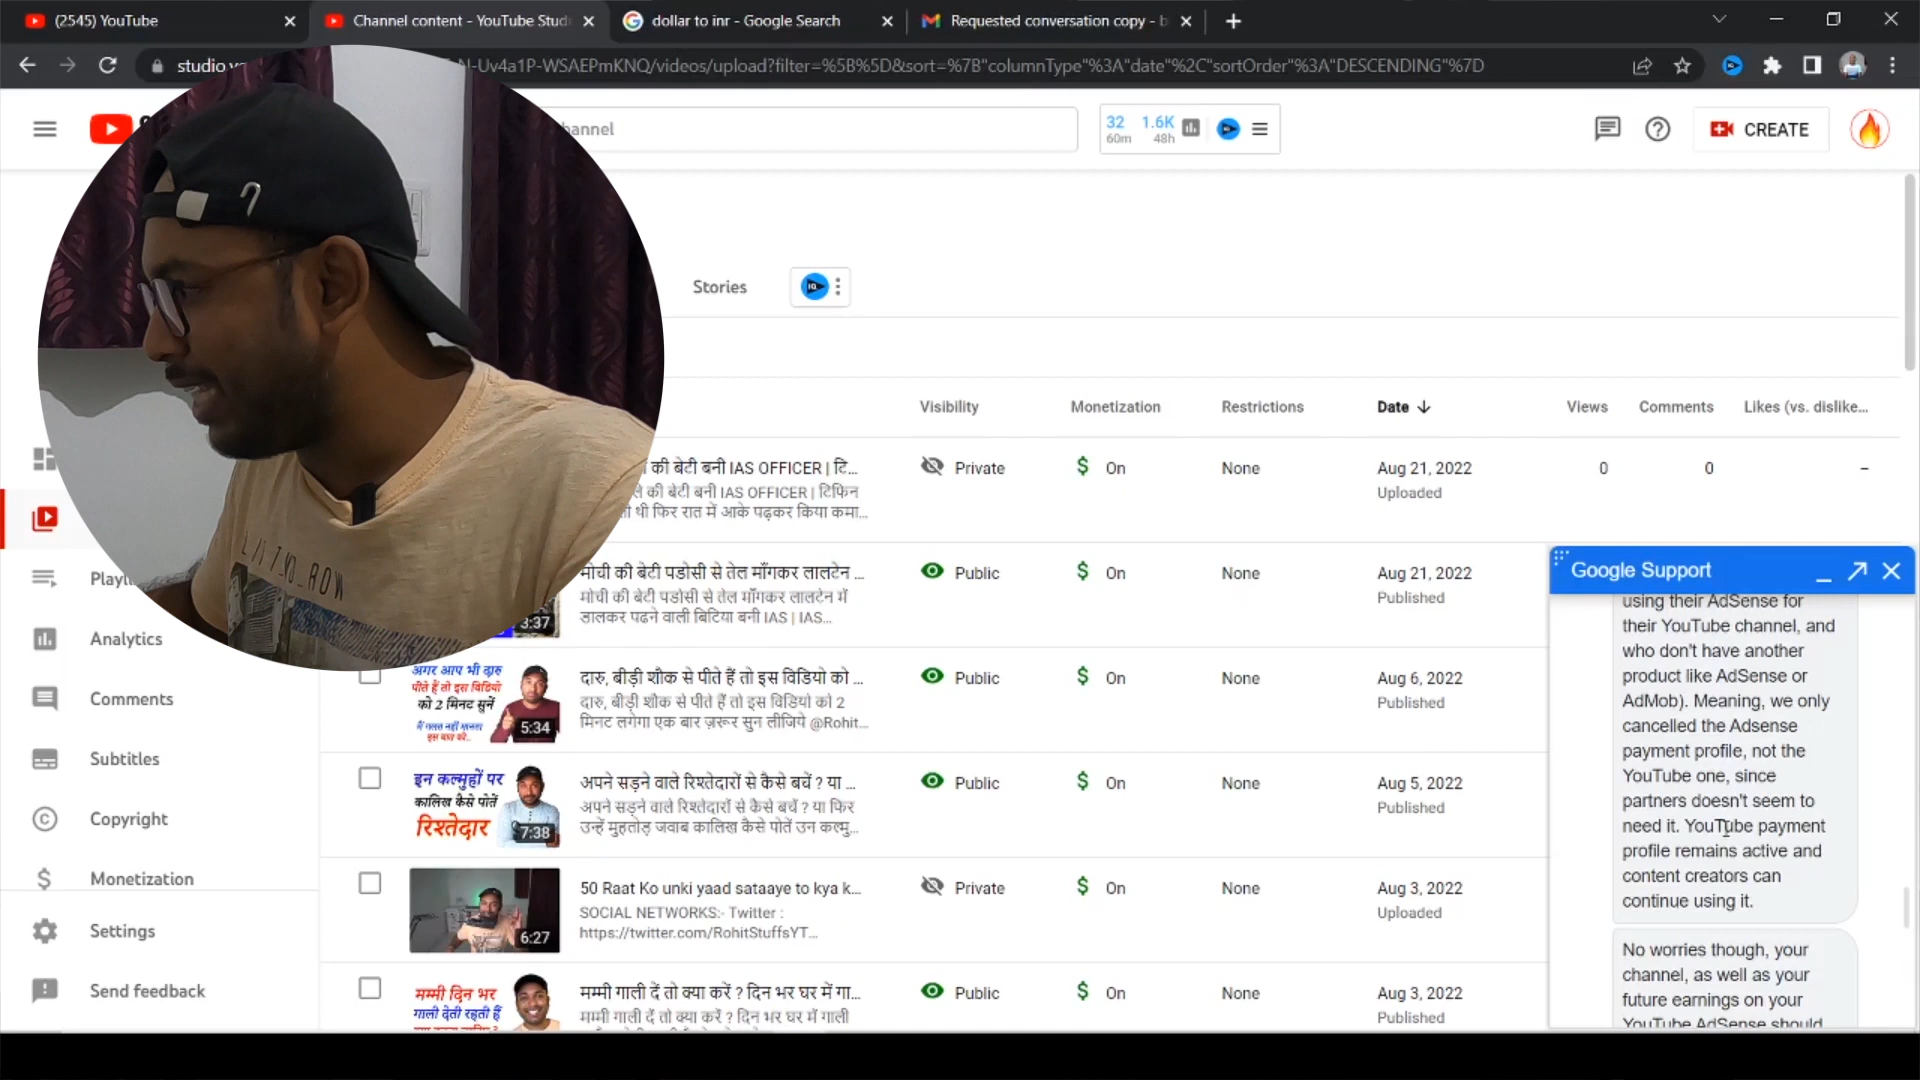 (2545) YouTube
Channel content - YouTube Stud
dollar to inr - Google Search
Requested conversation copy - b
N-Uv4a1P-WSAEPmKNQ/videos/upload?filter=%5B%5D&sort=%7B"columnType"%3A"date"%2C"sortOrder"%3A"DESCENDING"%7D
hannel
32
60m
1.6K
48h
CREATE
Stories
Visibility
Monetization
Restrictions
Date
Views
Comments
Likes (vs. dislike...
की बेटी बनी IAS OFFICER | टि...
ले की बेटी बनी IAS OFFICER | टिफिन
थी फिर रात में आके पढ़कर किया कमा...
Private
On
None
Aug 21, 2022
Uploaded
0
0
–
मोची की बेटी पडोसी से तेल माँगकर लालटेन ...
मोची की बेटी पडोसी से तेल माँगकर लालटेन में
डालकर पढने वाली बिटिया बनी IAS | IAS...
3:37
Public
On
None
Aug 21, 2022
Published
अगर आप भी दारु
पीते हैं तो इस विडियो
को 2 मिनट सुनें
5:34
दारु, बीड़ी शौक से पीते हैं तो इस विडियो को ...
दारु, बीड़ी शौक से पीते हैं तो इस विडियो को 2
मिनट लगेगा एक बार ज़रूर सुन लीजिये @Rohit...
Public
On
None
Aug 6, 2022
Published
इन कल्मुहों पर
कालिख कैसे पोतें
रिश्तेदार
7:38
अपने सड़ने वाले रिश्तेदारों से कैसे बचें ? या ...
अपने सड़ने वाले रिश्तेदारों से कैसे बचें ? या फिर
उन्हें मुहतोड़ जवाब कालिख कैसे पोतें उन कल्मु...
Public
On
None
Aug 5, 2022
Published
6:27
50 Raat Ko unki yaad sataaye to kya k...
SOCIAL NETWORKS:- Twitter :
https://twitter.com/RohitStuffsYT...
Private
On
None
Aug 3, 2022
Uploaded
मम्मी दिन भर
गाली देती रहती हैं
मम्मी गाली दें तो क्या करें ? दिन भर घर में गा...
मम्मी गाली दें तो क्या करें ? दिन भर घर में गाली
Public
On
None
Aug 3, 2022
Published
Analytics
Comments
Subtitles
Copyright
Monetization
Settings
Send feedback
Google Support
using their AdSense for
their YouTube channel, and
who don't have another
product like AdSense or
AdMob). Meaning, we only
cancelled the Adsense
payment profile, not the
YouTube one, since
partners doesn't seem to
need it. YouTube payment
profile remains active and
content creators can
continue using it.
No worries though, your
channel, as well as your
future earnings on your
YouTube AdSense should